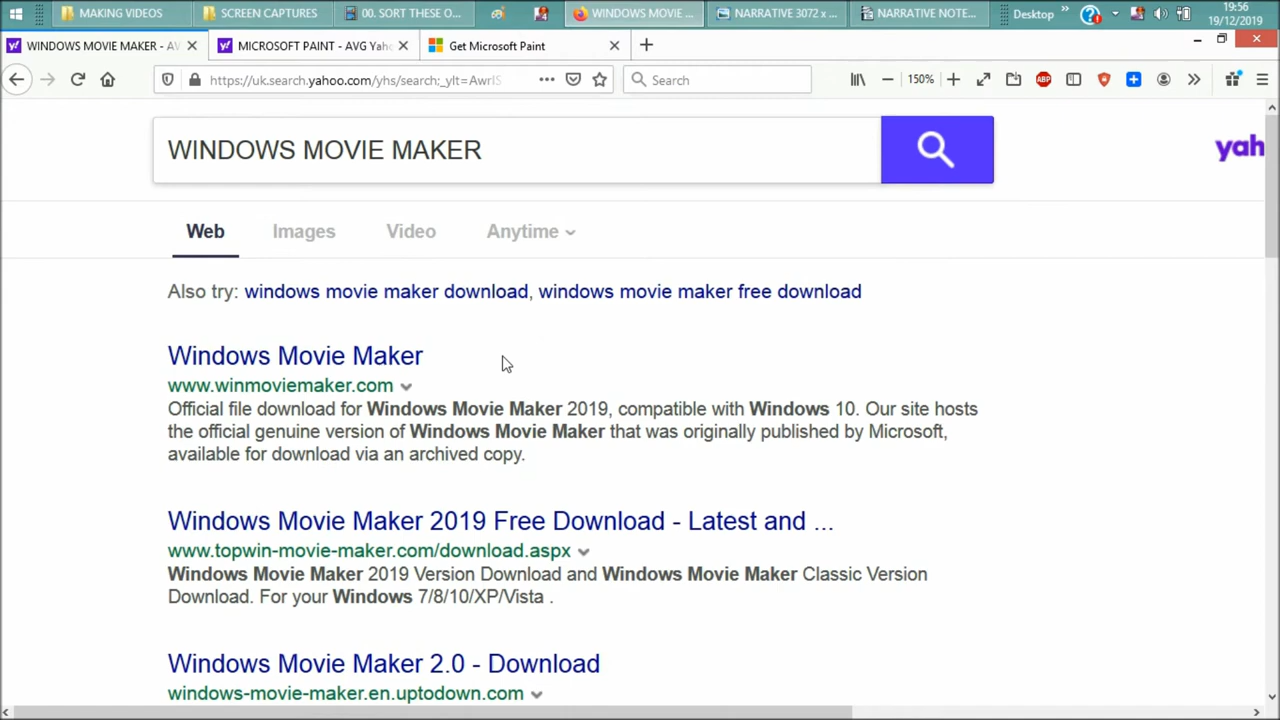 MAKING VIDEOS
SCREEN CAPTURES
00. SORT THESE O...
WINDOWS MOVIE ...
NARRATIVE 3072 x ...
NARRATIVE NOTE...
Desktop
19:56
19/12/2019
WINDOWS MOVIE MAKER - AV
MICROSOFT PAINT - AVG Yaho
Get Microsoft Paint
https://uk.search.yahoo.com/yhs/search:_ylt=AwrIS
Search
150%
ABP
WINDOWS MOVIE MAKER
yah
Web
Images
Video
Anytime
Also try: windows movie maker download, windows movie maker free download
Windows Movie Maker
www.winmoviemaker.com
Official file download for Windows Movie Maker 2019, compatible with Windows 10. Our site hosts
the official genuine version of Windows Movie Maker that was originally published by Microsoft,
available for download via an archived copy.
Windows Movie Maker 2019 Free Download - Latest and ...
www.topwin-movie-maker.com/download.aspx
Windows Movie Maker 2019 Version Download and Windows Movie Maker Classic Version
Download. For your Windows 7/8/10/XP/Vista .
Windows Movie Maker 2.0 - Download
windows-movie-maker.en.uptodown.com